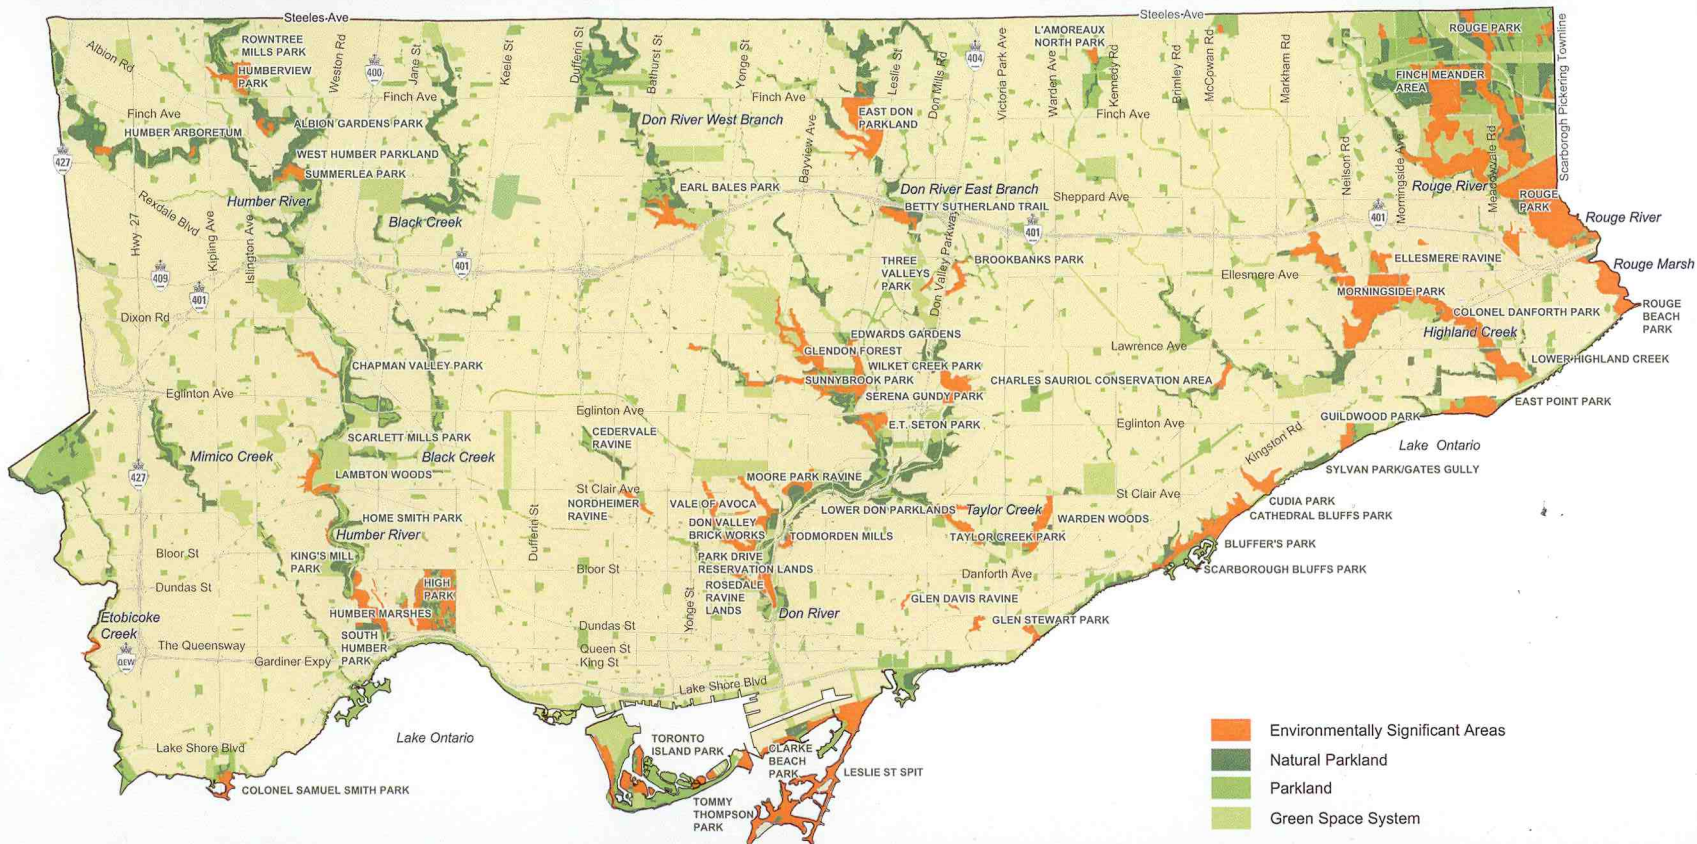 Steeles Ave
Steeles Ave
Albion Rd
ROWNTREE
MILLS PARK
HUMBERVIEW
PARK
Weston Rd
400
Jane St
Keele St
Dufferin St
Bathurst St
Yonge St
Leslie St
Don Mills Rd
404
Victoria Park Ave
L'AMOREAUX
NORTH PARK
Warden Ave
Kennedy Rd
Brimley Rd
McCowan Rd
Markham Rd
ROUGE PARK
Scarborogh Pickering Townline
FINCH MEANDER
AREA
Finch Ave
Finch Ave
Finch Ave
Finch Ave
HUMBER ARBORETUM
ALBION GARDENS PARK
Don River West Branch
EAST DON
PARKLAND
Bayview Ave
427
WEST HUMBER PARKLAND
SUMMERLEA PARK
Humber River
Rexdale Blvd
Hwy 27
Kipling Ave
Islington Ave
Black Creek
EARL BALES PARK
Don River East Branch
BETTY SUTHERLAND TRAIL
Sheppard Ave
Neilson Rd
Morningside Ave
Meadowvale Rd
Rouge River
ROUGE
PARK
Rouge River
401
401
409
401
401
Don Valley Parkway
THREE
VALLEYS
PARK
BROOKBANKS PARK
Ellesmere Ave
ELLESMERE RAVINE
Rouge Marsh
MORNINGSIDE PARK
COLONEL DANFORTH PARK
ROUGE
BEACH
PARK
Dixon Rd
Highland Creek
EDWARDS GARDENS
GLENDON FOREST
WILKET CREEK PARK
Lawrence Ave
LOWER HIGHLAND CREEK
CHAPMAN VALLEY PARK
SUNNYBROOK PARK
SERENA GUNDY PARK
CHARLES SAURIOL CONSERVATION AREA
Eglinton Ave
Eglinton Ave
Eglinton Ave
EAST POINT PARK
GUILDWOOD PARK
E.T. SETON PARK
CEDERVALE
RAVINE
SCARLETT MILLS PARK
Black Creek
Mimico Creek
Kingston Rd
Lake Ontario
SYLVAN PARK/GATES GULLY
427
LAMBTON WOODS
MOORE PARK RAVINE
St Clair Ave
St Clair Ave
NORDHEIMER
RAVINE
VALE OF AVOCA
LOWER DON PARKLANDS
Taylor Creek
WARDEN WOODS
CUDIA PARK
CATHEDRAL BLUFFS PARK
HOME SMITH PARK
Humber River
Dufferin St
DON VALLEY
BRICK WORKS
TODMORDEN MILLS
TAYLOR CREEK PARK
BLUFFER'S PARK
Bloor St
KING'S MILL
PARK
PARK DRIVE
RESERVATION LANDS
Bloor St
Danforth Ave
SCARBOROUGH BLUFFS PARK
Dundas St
HIGH
PARK
ROSEDALE
RAVINE
LANDS
Yonge St
GLEN DAVIS RAVINE
HUMBER MARSHES
Don River
GLEN STEWART PARK
Etobicoke
Creek
Dundas St
SOUTH
HUMBER
PARK
The Queensway
Queen St
King St
QEW
Gardiner Expy
Lake Shore Blvd
Lake Ontario
TORONTO
ISLAND PARK
CLARKE
BEACH
PARK
LESLIE ST SPIT
Lake Shore Blvd
COLONEL SAMUEL SMITH PARK
TOMMY
THOMPSON
PARK
Environmentally Significant Areas
Natural Parkland
Parkland
Green Space System